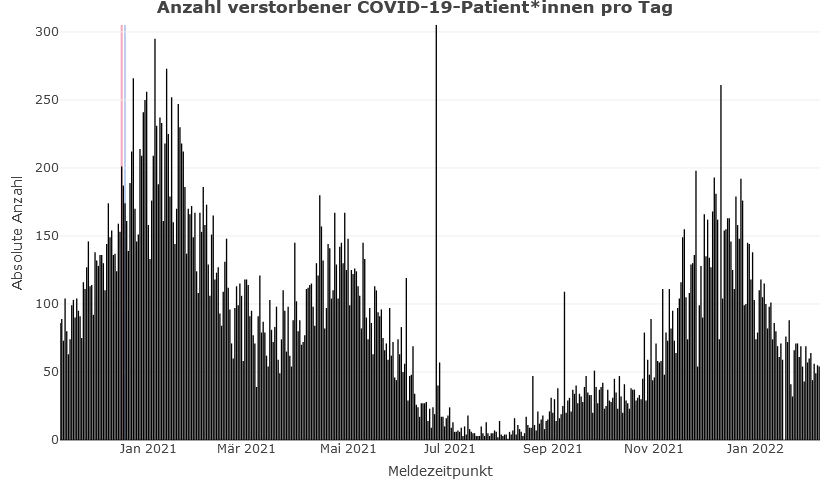 Anzahl verstorbener COVID-19-Patient*innen pro Tag
300
250
200
150
100
50
0
Absolute Anzahl
Jan 2021
Mär 2021
Mai 2021
Jul 2021
Sep 2021
Nov 2021
Jan 2022
Meldezeitpunkt